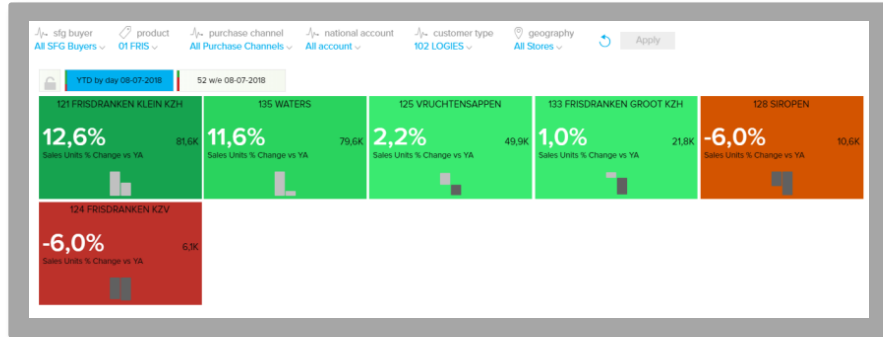 sfg buyer product purchase channel national account customer type geography
All SFG Buyers 01 FRIS All Purchase Channels All account 102 LOGIES All Stores Apply
YTD by day 08-07-2018 52 w/e 08-07-2018
121 FRISDRANKEN KLEIN KZH
12,6% 81,6K
Sales Units % Change vs YA
135 WATERS
11,6% 79,6K
Sales Units % Change vs YA
125 VRUCHTENSAPPEN
2,2% 49,9K
Sales Units % Change vs YA
133 FRISDRANKEN GROOT KZH
1,0% 21,8K
Sales Units % Change vs YA
128 SIROPEN
-6,0% 10,6K
Sales Units % Change vs YA
124 FRISDRANKEN KZV
-6,0% 6,1K
Sales Units % Change vs YA